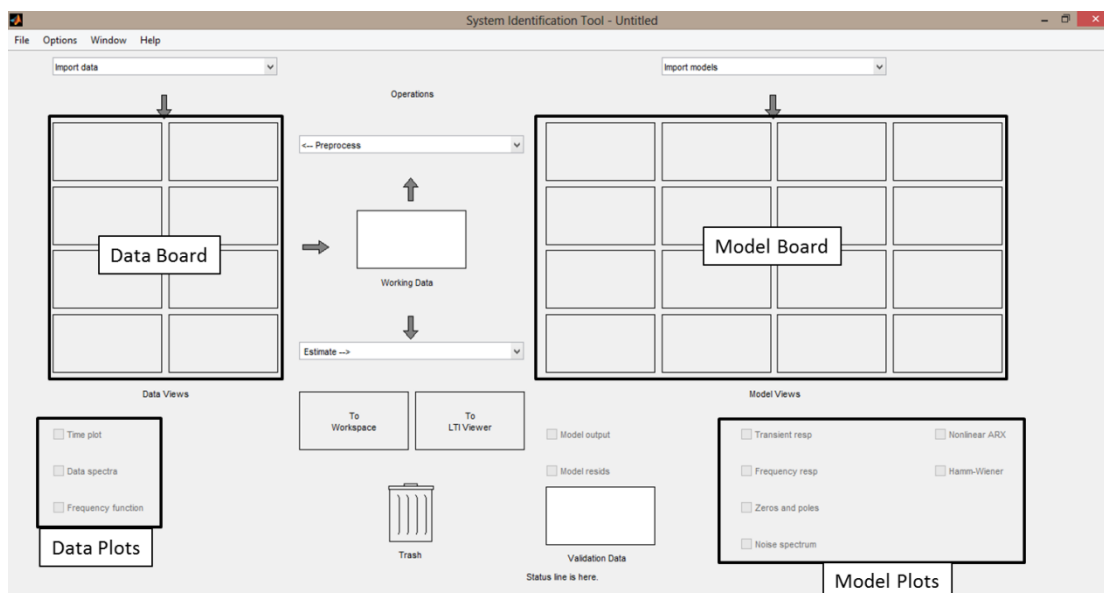 System Identification Tool - Untitled
File Options Window Help
Import data
Import models
Operations
<-- Preprocess
Data Board
Model Board
Working Data
Estimate -->
Data Views
Model Views
To
Workspace
To
LTI Viewer
Time plot
Data spectra
Frequency function
Data Plots
Trash
Model output
Model resids
Validation Data
Status line is here.
Transient resp
Nonlinear ARX
Frequency resp
Hamm-Wiener
Zeros and poles
Noise spectrum
Model Plots